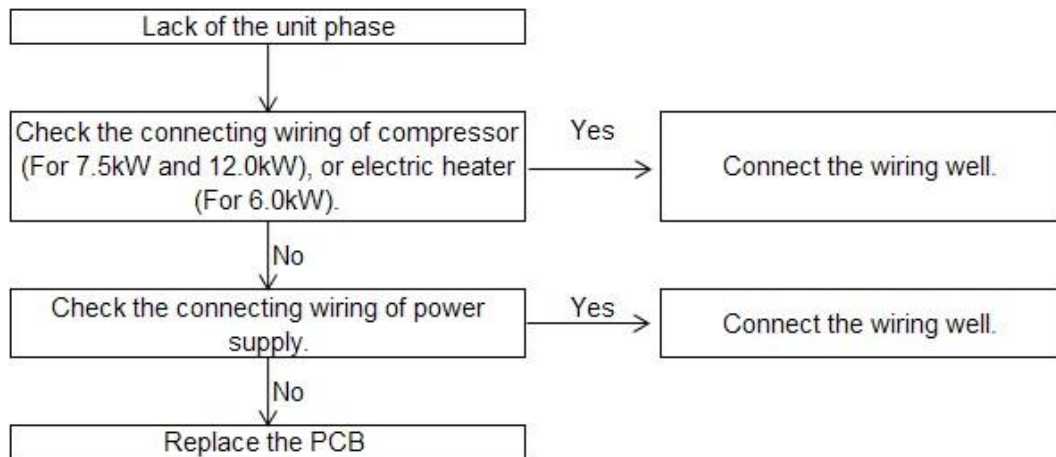 Lack of the unit phase
Check the connecting wiring of compressor
(For 7.5kW and 12.0kW), or electric heater
(For 6.0kW).
Yes
Connect the wiring well.
No
Check the connecting wiring of power
supply.
Yes
Connect the wiring well.
No
Replace the PCB